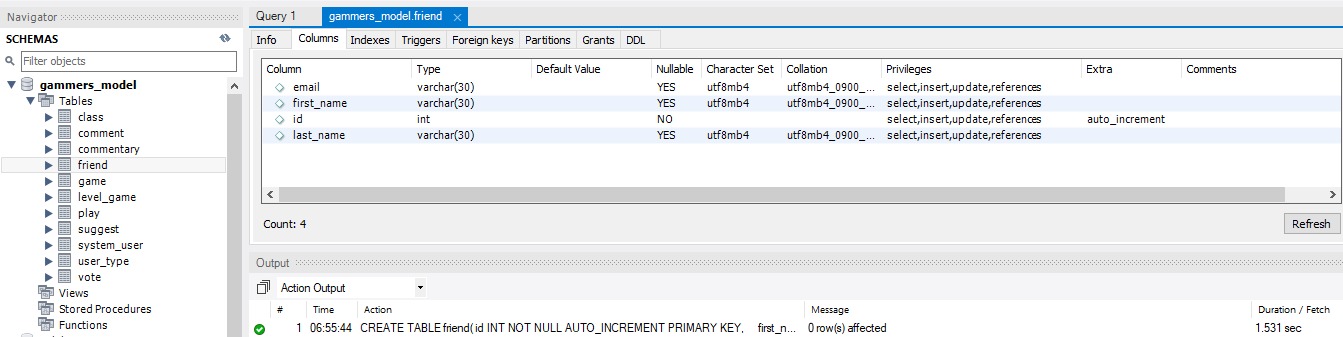 Navigator
SCHEMAS
Filter objects
gammers_model
Tables
class
comment
commentary
friend
game
level_game
play
suggest
system_user
user_type
vote
Views
Stored Procedures
Functions
Query 1 gammers_model.friend
Info Columns Indexes Triggers Foreign keys Partitions Grants DDL
Column Type Default Value Nullable Character Set Collation Privileges Extra Comments
email varchar(30) YES utf8mb4 utf8mb4_0900_... select,insert,update,references
first_name varchar(30) YES utf8mb4 utf8mb4_0900_... select,insert,update,references
id int NO select,insert,update,references auto_increment
last_name varchar(30) YES utf8mb4 utf8mb4_0900_... select,insert,update,references
Count: 4
Refresh
Output
Action Output
# Time Action Message Duration / Fetch
1 06:55:44 CREATE TABLE friend( id INT NOT NULL AUTO_INCREMENT PRIMARY KEY, first_n... 0 row(s) affected 1.531 sec